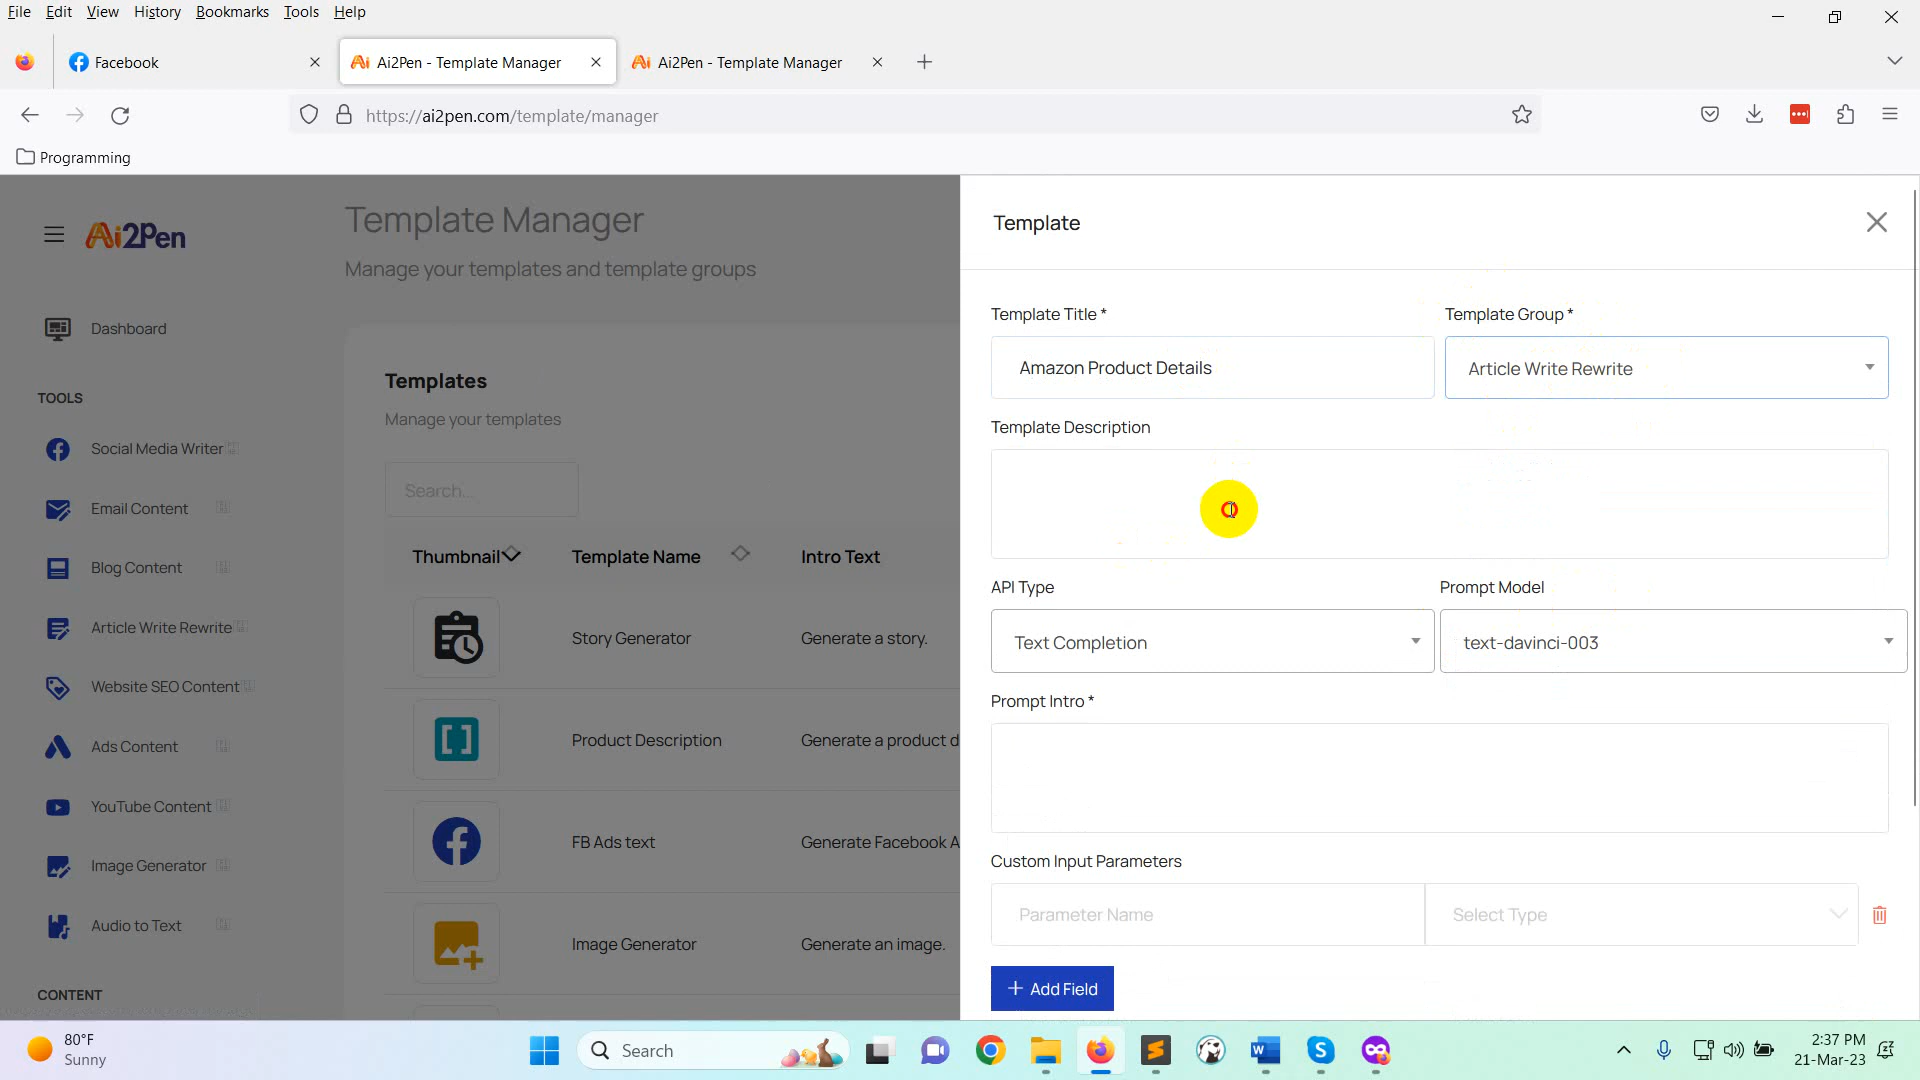 File Edit View History Bookmarks Tools Help
Facebook
Ai2Pen - Template Manager
Ai2Pen - Template Manager
https://ai2pen.com/template/manager
Programming
Ai2Pen
Template Manager
Manage your templates and template groups
Dashboard
TOOLS
Social Media Writer
Email Content
Blog Content
Article Write Rewrite
Website SEO Content
Ads Content
YouTube Content
Image Generator
Audio to Text
CONTENT
Templates
Manage your templates
Search...
Thumbnail Template Name Intro Text
Story Generator Generate a story.
Product Description Generate a product d
FB Ads text Generate Facebook A
Image Generator Generate an image.
Template
Template Title * Template Group *
Amazon Product Details Article Write Rewrite
Template Description
API Type Prompt Model
Text Completion text-davinci-003
Prompt Intro *
Custom Input Parameters
Parameter Name Select Type
+ Add Field
80°F
Sunny
Search
2:37 PM
21-Mar-23